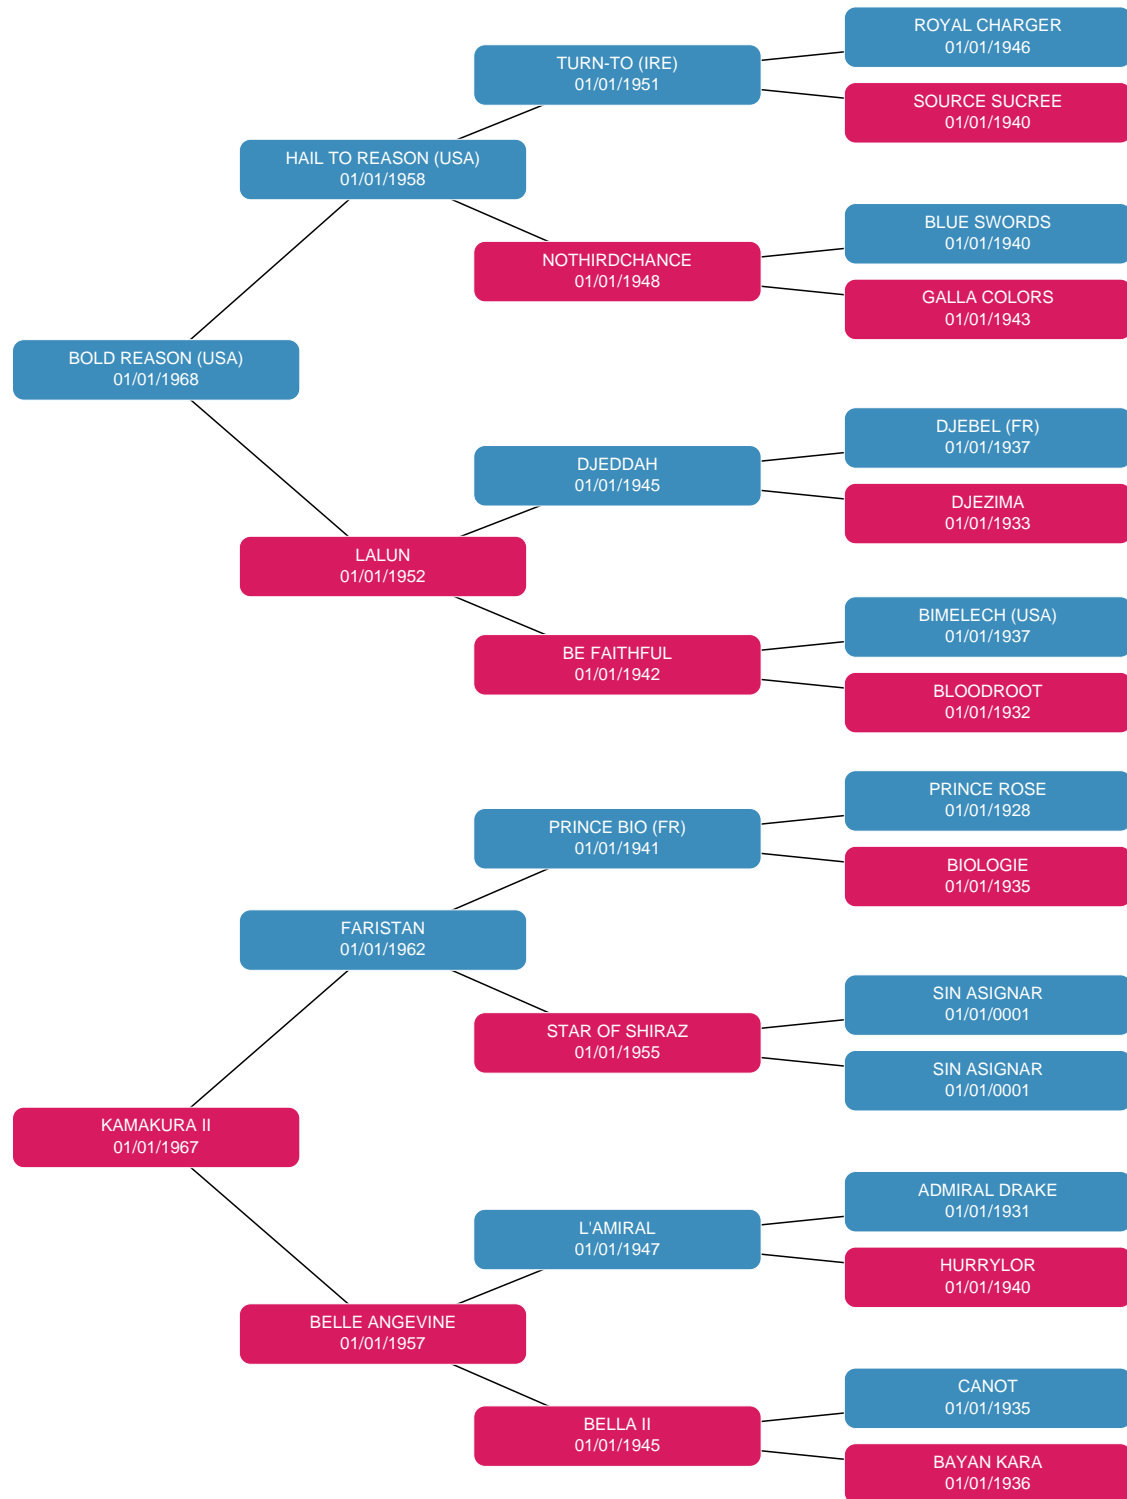 ROYAL CHARGER
01/01/1946
TURN-TO (IRE)
01/01/1951
SOURCE SUCREE
01/01/1940
HAIL TO REASON (USA)
01/01/1958
BLUE SWORDS
01/01/1940
NOTHIRDCHANCE
01/01/1948
GALLA COLORS
01/01/1943
BOLD REASON (USA)
01/01/1968
DJEBEL (FR)
01/01/1937
DJEDDAH
01/01/1945
DJEZIMA
01/01/1933
LALUN
01/01/1952
BIMELECH (USA)
01/01/1937
BE FAITHFUL
01/01/1942
BLOODROOT
01/01/1932
PRINCE ROSE
01/01/1928
PRINCE BIO (FR)
01/01/1941
BIOLOGIE
01/01/1935
FARISTAN
01/01/1962
SIN ASIGNAR
01/01/0001
STAR OF SHIRAZ
01/01/1955
SIN ASIGNAR
01/01/0001
KAMAKURA II
01/01/1967
ADMIRAL DRAKE
01/01/1931
L'AMIRAL
01/01/1947
HURRYLOR
01/01/1940
BELLE ANGEVINE
01/01/1957
CANOT
01/01/1935
BELLA II
01/01/1945
BAYAN KARA
01/01/1936